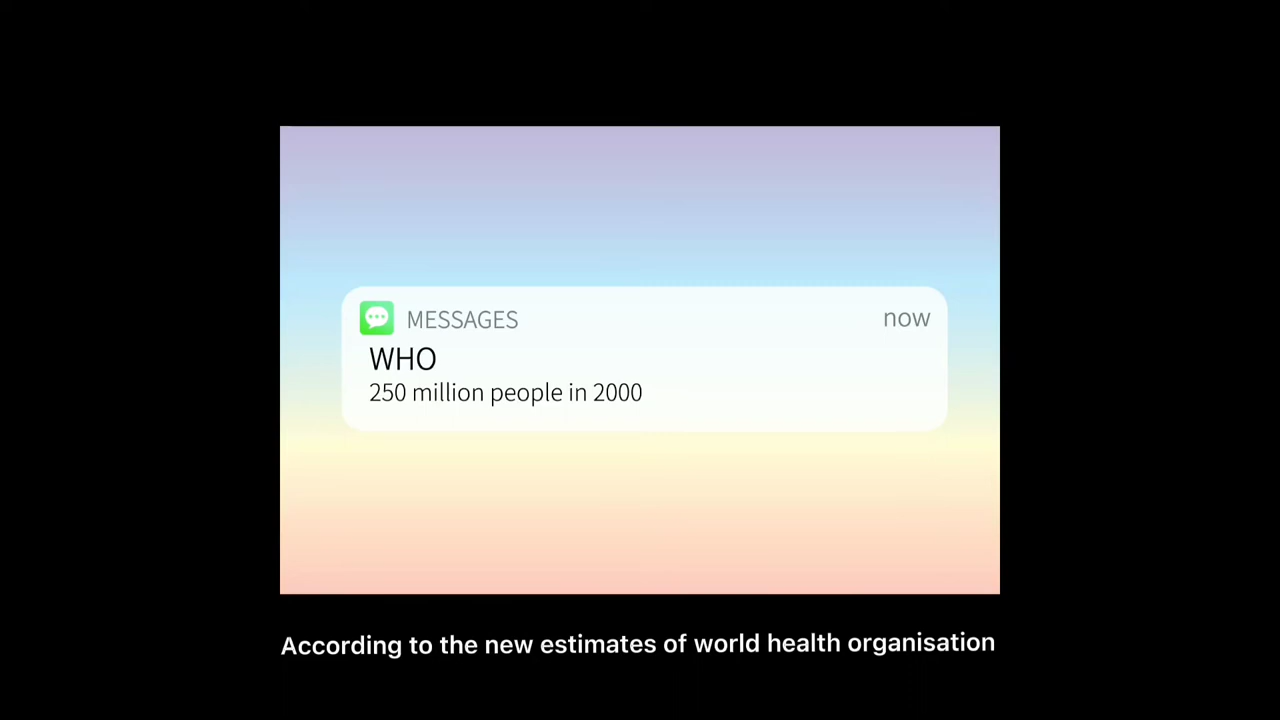 MESSAGES now
WHO
250 million people in 2000
According to the new estimates of world health organisation